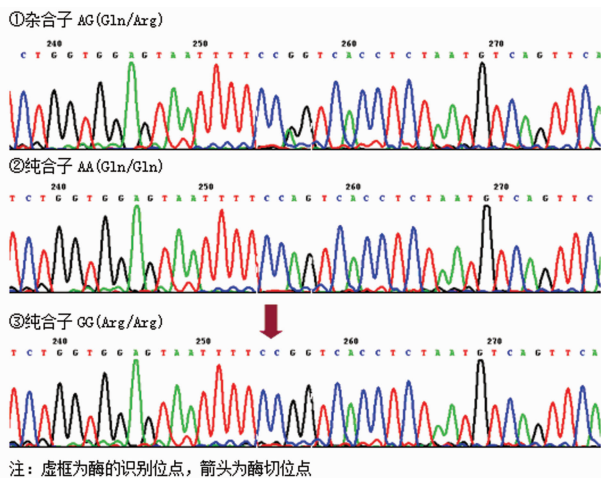 ①杂合子 AG(Gln/Arg)
240 250 260 270
C T G G T G G A G T A A T T T T C C G G T C A C C T C T A A T G T C A G T T C A
②纯合子 AA(Gln/Gln)
240 250 260 270
T C T G G T G G A G T A A T T T T C C A G T C A C C T C T A A T G T C A G T T C
③纯合子 GG(Arg/Arg)
240 250 260 270
T C T G G T G G A G T A A T T T T C C G G T C A C C T C T A A T G T C A G T T C A
注：虚框为酶的识别位点，箭头为酶切位点